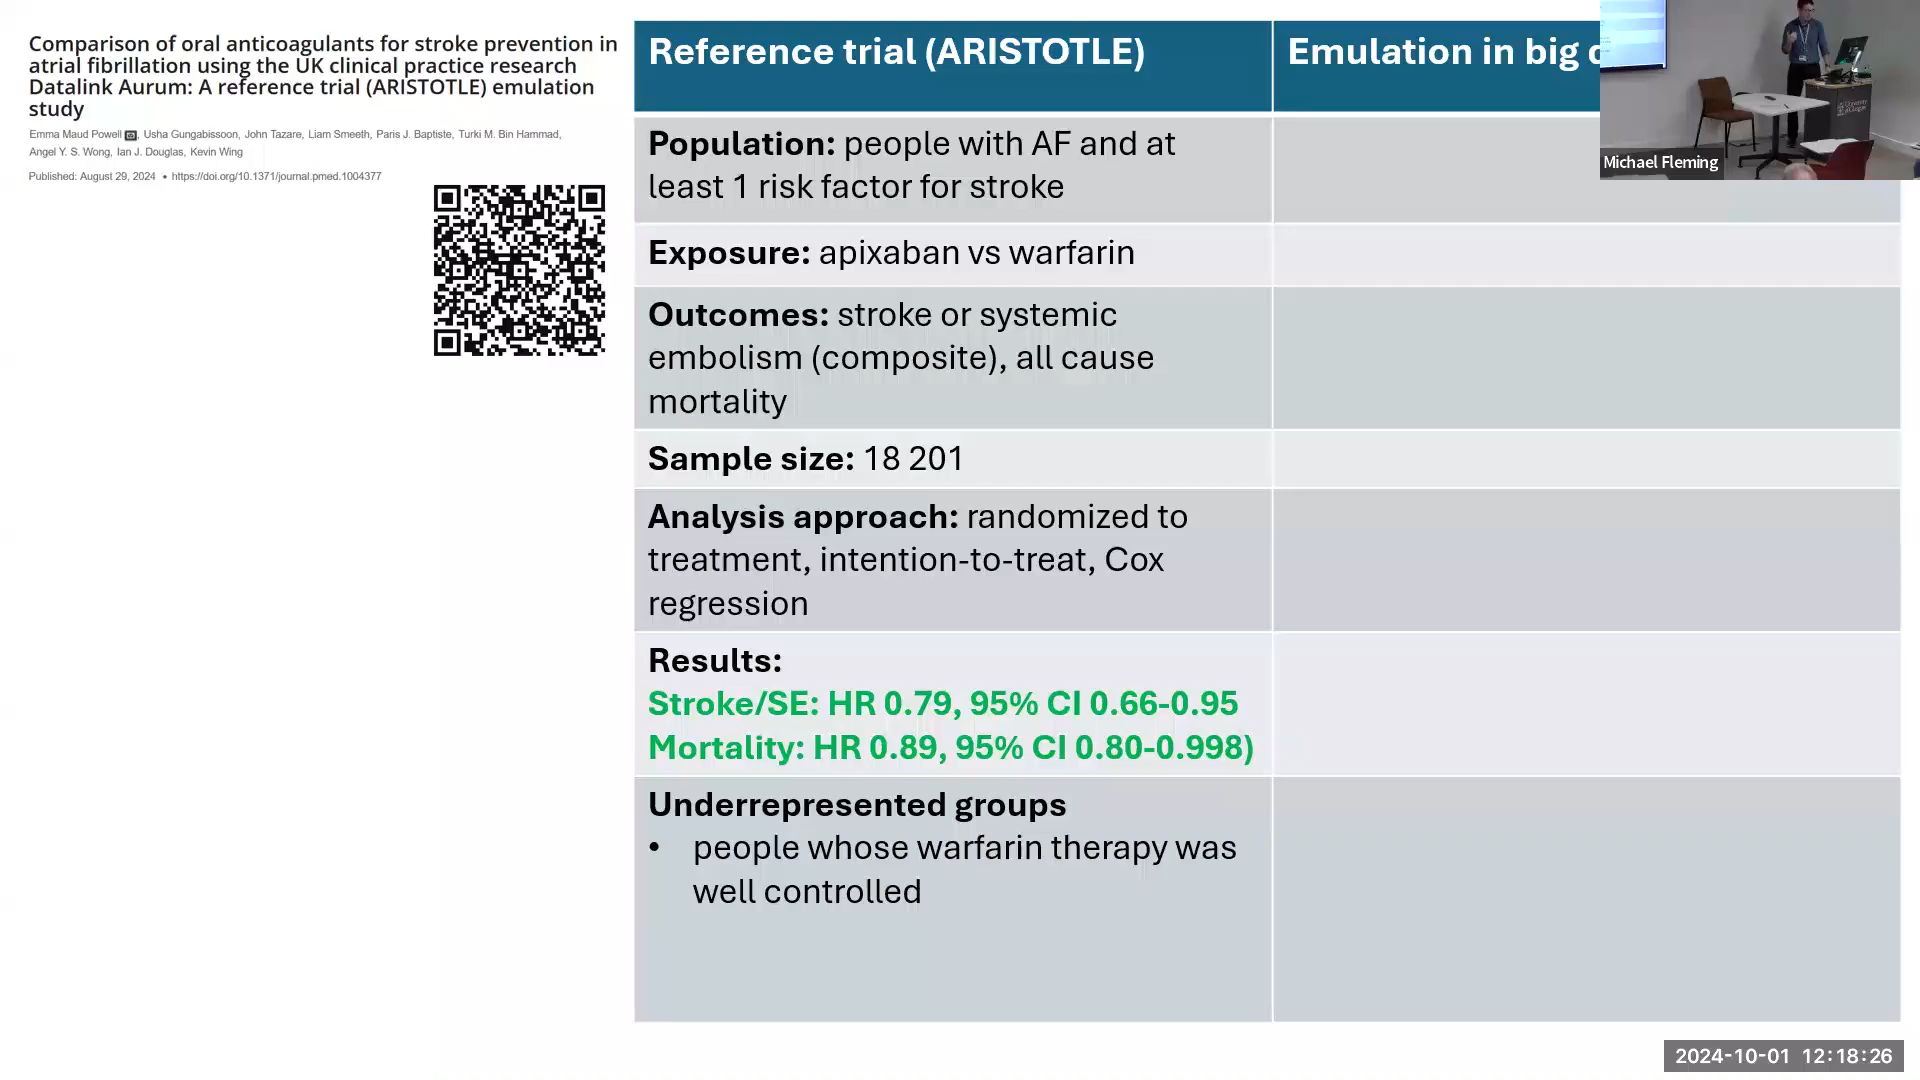 Comparison of oral anticoagulants for stroke prevention in
atrial fibrillation using the UK clinical practice research
Datalink Aurum: A reference trial (ARISTOTLE) emulation
study
Emma Maud Powell, Usha Gungabissoon, John Tazare, Liam Smeeth, Paris J. Baptiste, Turki M. Bin Hammad,
Angel Y. S. Wong, Ian J. Douglas, Kevin Wing
Published: August 29, 2024 • https://doi.org/10.1371/journal.pmed.1004377
Reference trial (ARISTOTLE)
Emulation in big
Population: people with AF and at
least 1 risk factor for stroke
Exposure: apixaban vs warfarin
Outcomes: stroke or systemic
embolism (composite), all cause
mortality
Sample size: 18 201
Analysis approach: randomized to
treatment, intention-to-treat, Cox
regression
Results:
Stroke/SE: HR 0.79, 95% CI 0.66-0.95
Mortality: HR 0.89, 95% CI 0.80-0.998)
Underrepresented groups
• people whose warfarin therapy was
well controlled
Michael Fleming
2024-10-01 12:18:26